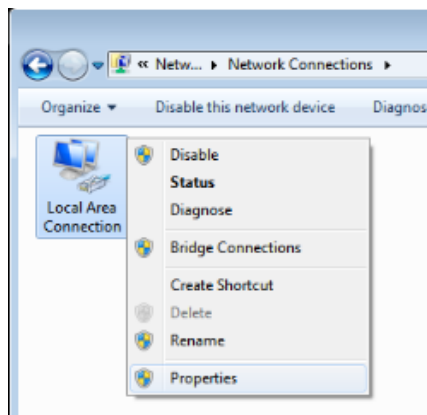 « Netw... ▸ Network Connections ▸
Organize ▾ Disable this network device Diagnos
Local Area
Connection
Disable
Status
Diagnose
Bridge Connections
Create Shortcut
Delete
Rename
Properties